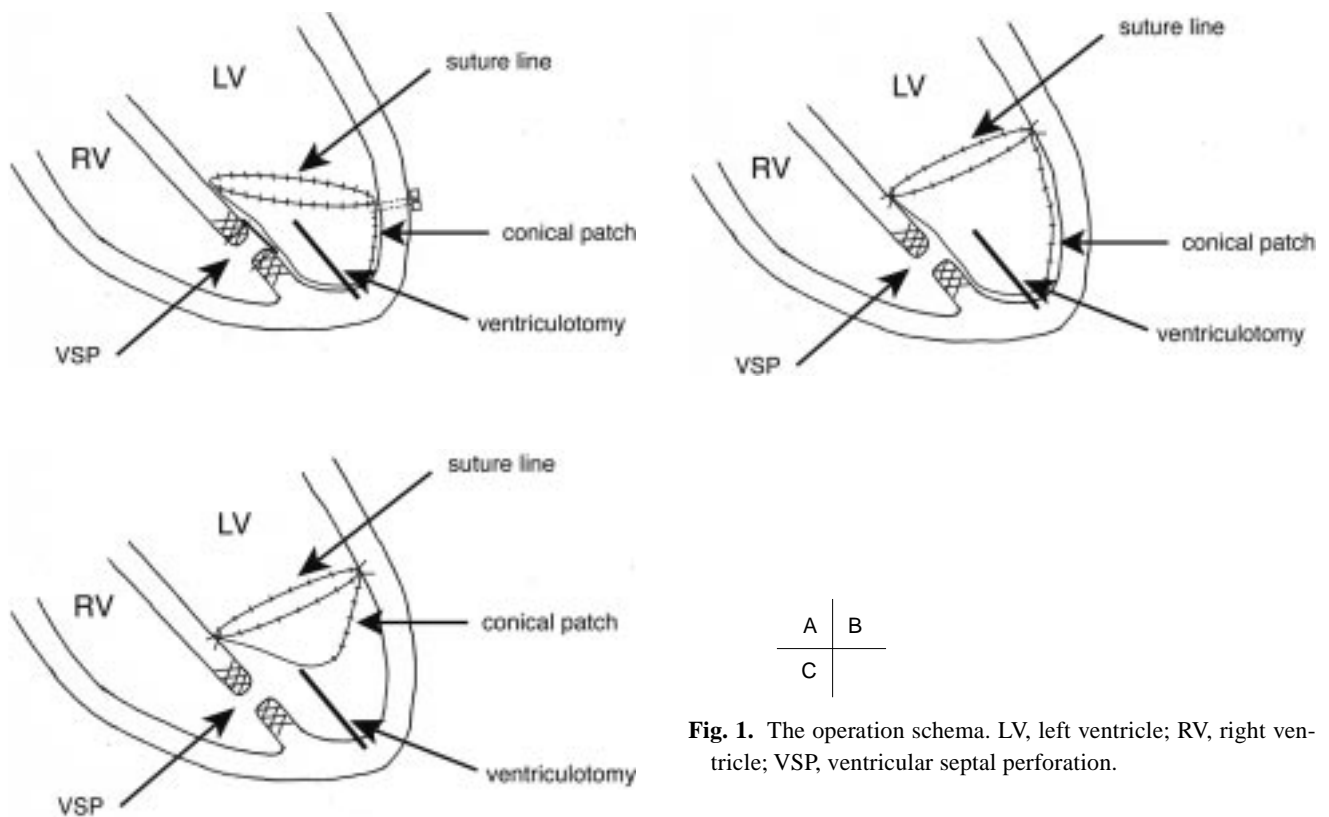 LV
suture line
RV
conical patch
ventriculotomy
VSP
suture line
LV
RV
conical patch
ventriculotomy
VSP
suture line
LV
RV
conical patch
ventriculotomy
VSP
A B
C
Fig. 1. The operation schema. LV, left ventricle; RV, right ven-
tricle; VSP, ventricular septal perforation.